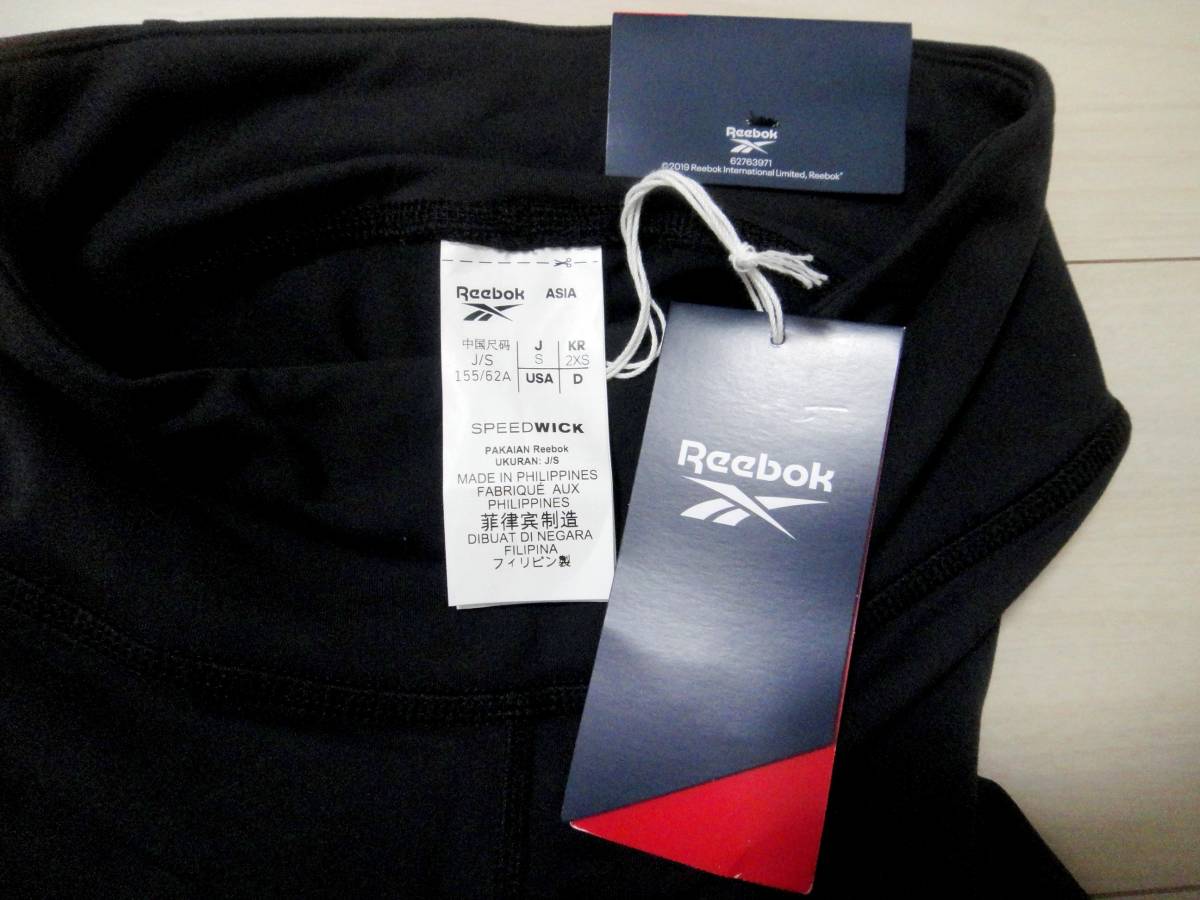 Reebok
62763971
©2019 Reebok International Limited, Reebok®
Reebok ASIA
中国尺码 J KR
J/S S 2XS
155/62A USA D
SPEEDWICK
PAKAIAN Reebok
UKURAN: J/S
MADE IN PHILIPPINES
FABRIQUÉ AUX
PHILIPPINES
菲律宾制造
DIBUAT DI NEGARA
FILIPINA
フィリピン製
Reebok